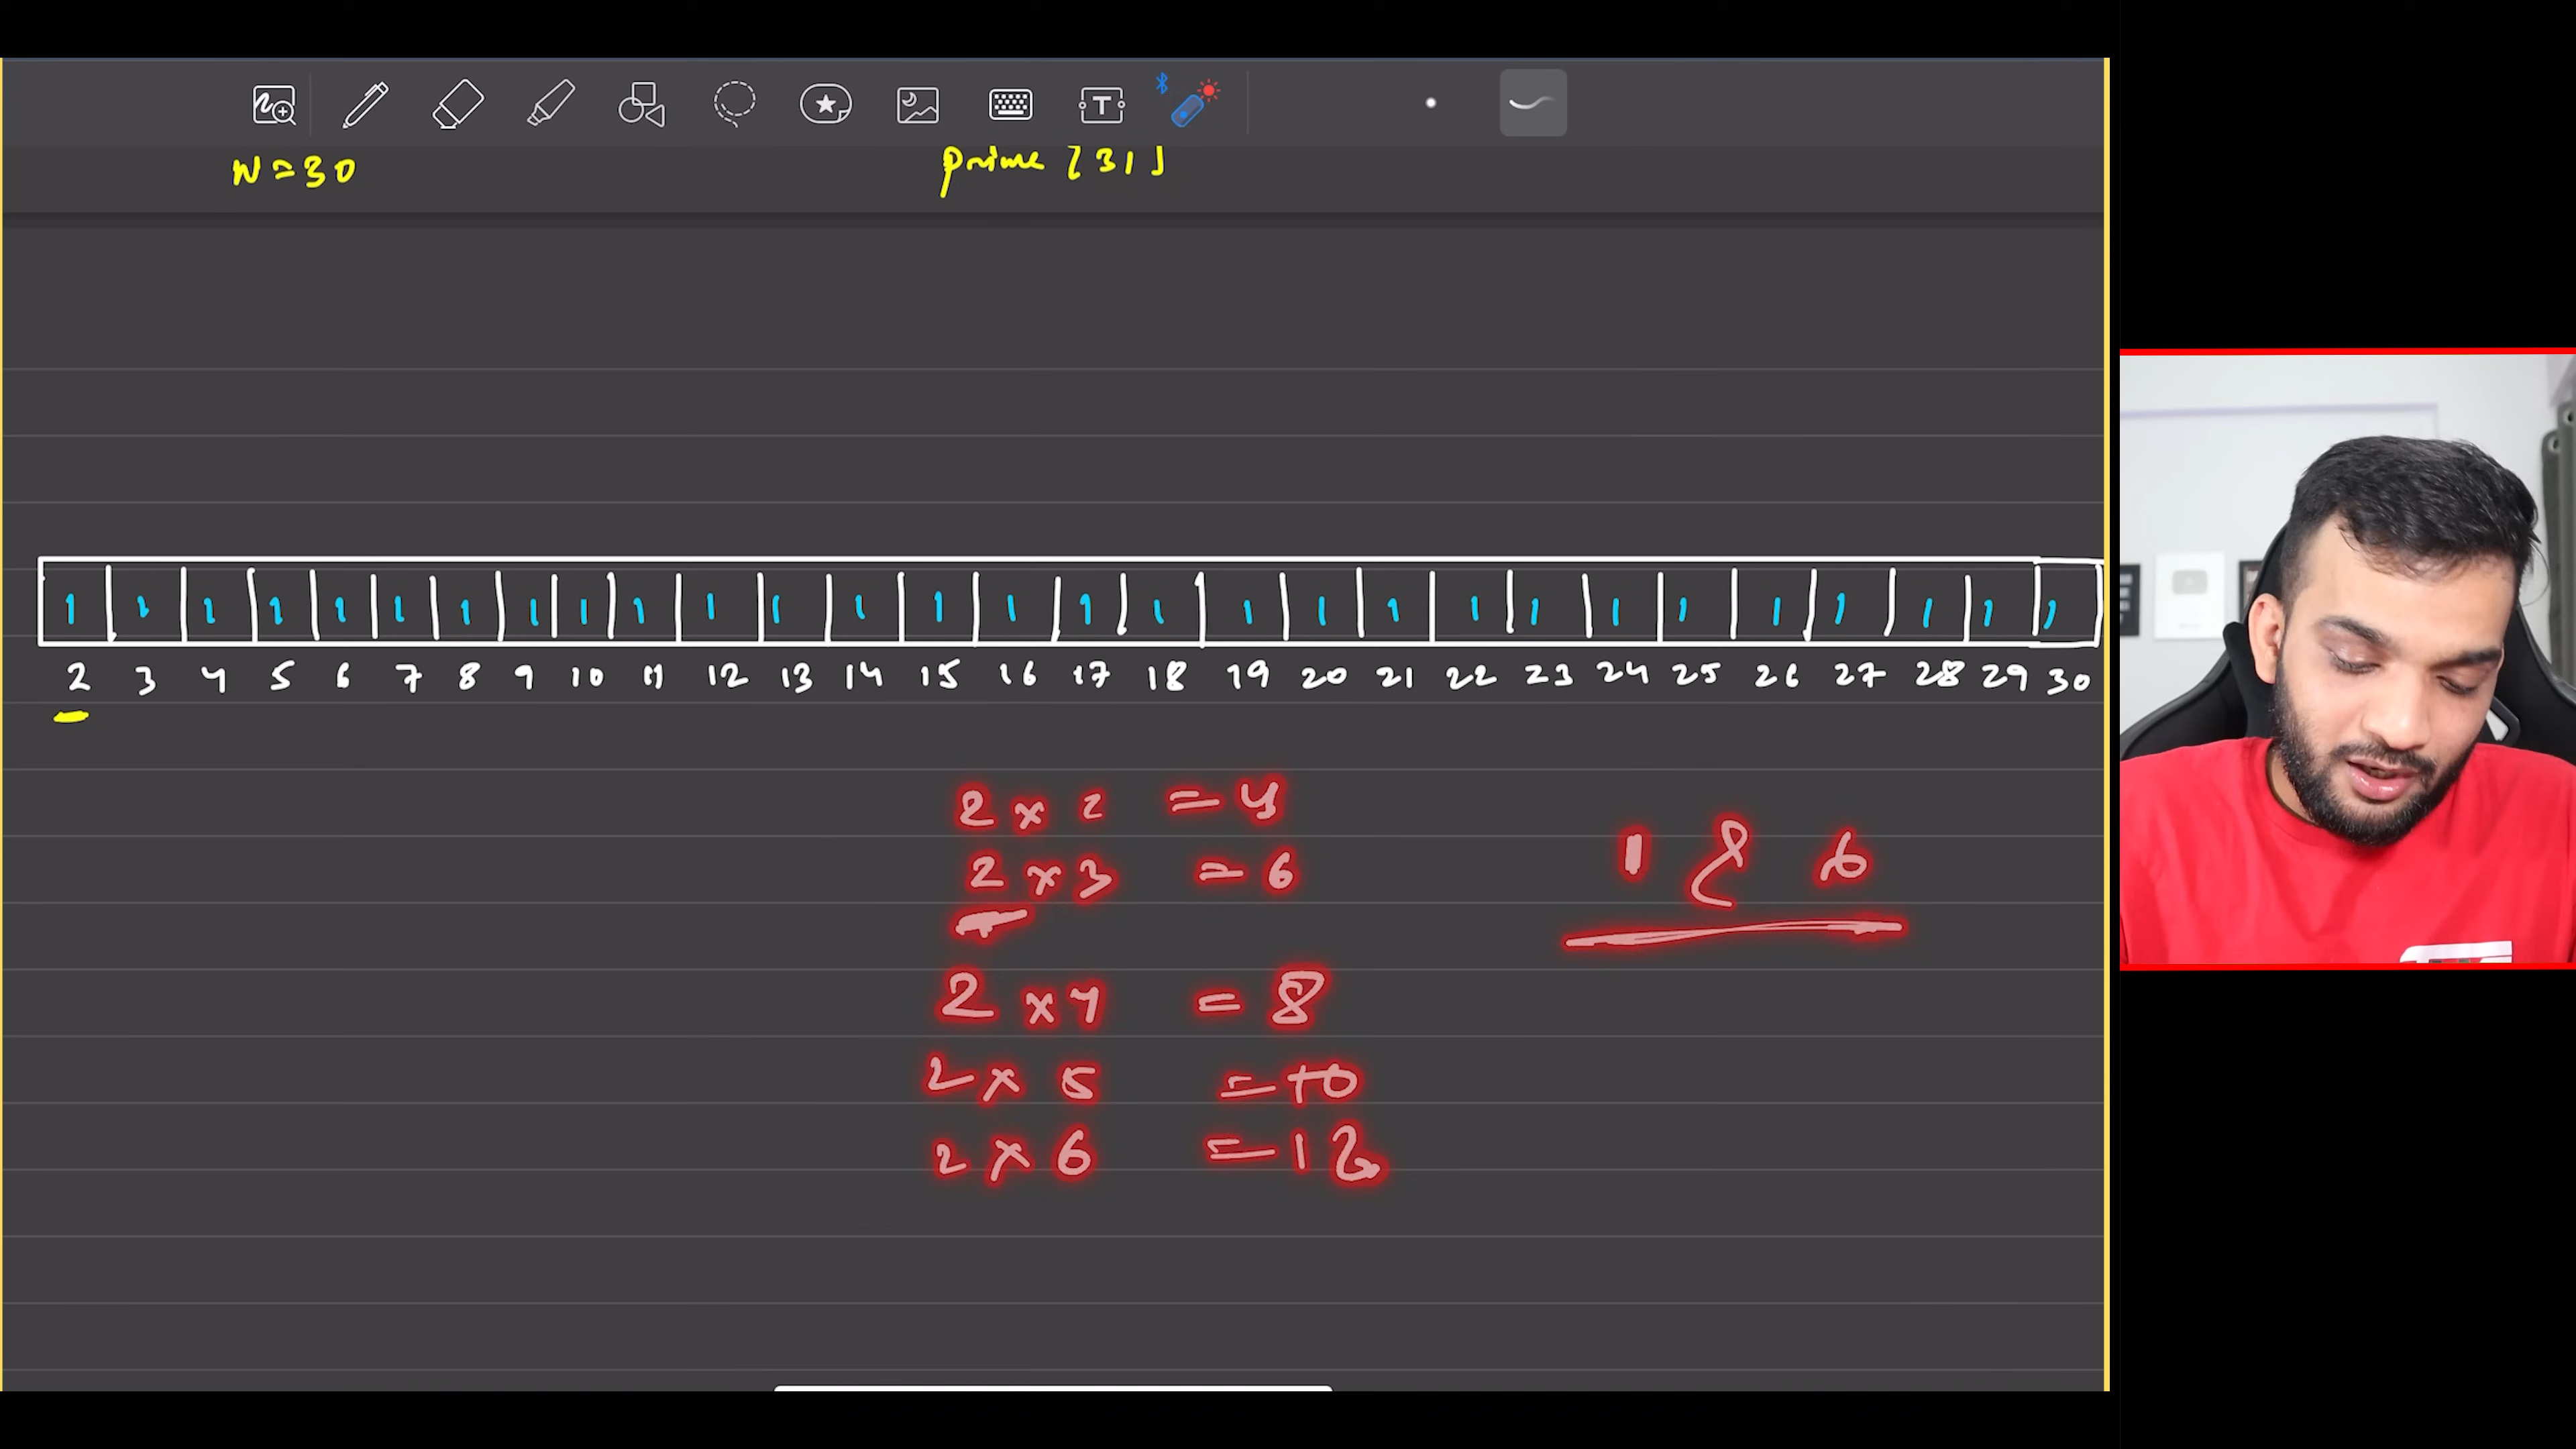 N = 30 prime [31]
1 1 1 1 1 1 1 1 1 1 1 1 1 1 1 1 1 1 1 1 1 1 1 1 1 1 1 1 1
2 3 4 5 6 7 8 9 10 11 12 13 14 15 16 17 18 19 20 21 22 23 24 25 26 27 28 29 30
2 x 2 = 4
2 x 3 = 6
1 & 6
2 x 4 = 8
2 x 5 = 10
2 x 6 = 12